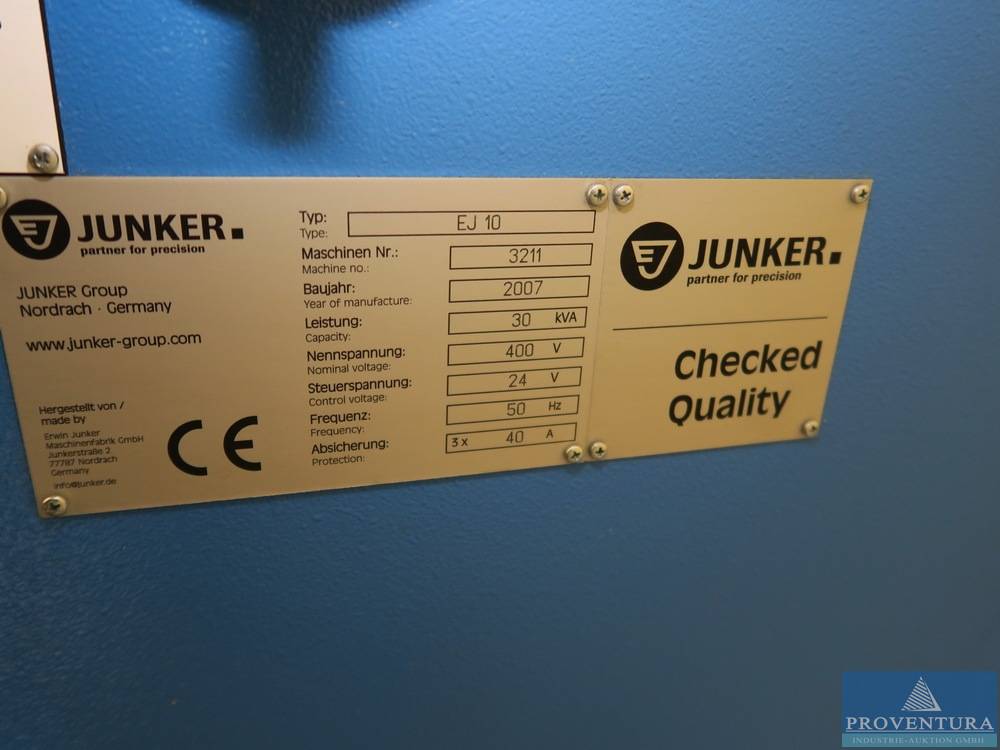 JUNKER.
partner for precision
JUNKER Group
Nordrach · Germany
www.junker-group.com
Hergestellt von /
made by
Erwin Junker
Maschinenfabrik GmbH
Junkerstraße 2
77787 Nordrach
Germany
info@junker.de
CE
Typ: EJ 10
Type:
Maschinen Nr.: 3211
Machine no.:
Baujahr: 2007
Year of manufacture:
Leistung: 30 kVA
Capacity:
Nennspannung: 400 V
Nominal voltage:
Steuerspannung: 24 V
Control voltage:
Frequenz: 50 Hz
Frequency:
Absicherung: 3 x 40 A
Protection:
JUNKER.
partner for precision
Checked
Quality
PROVENTURA
INDUSTRIE-AUKTION GMBH